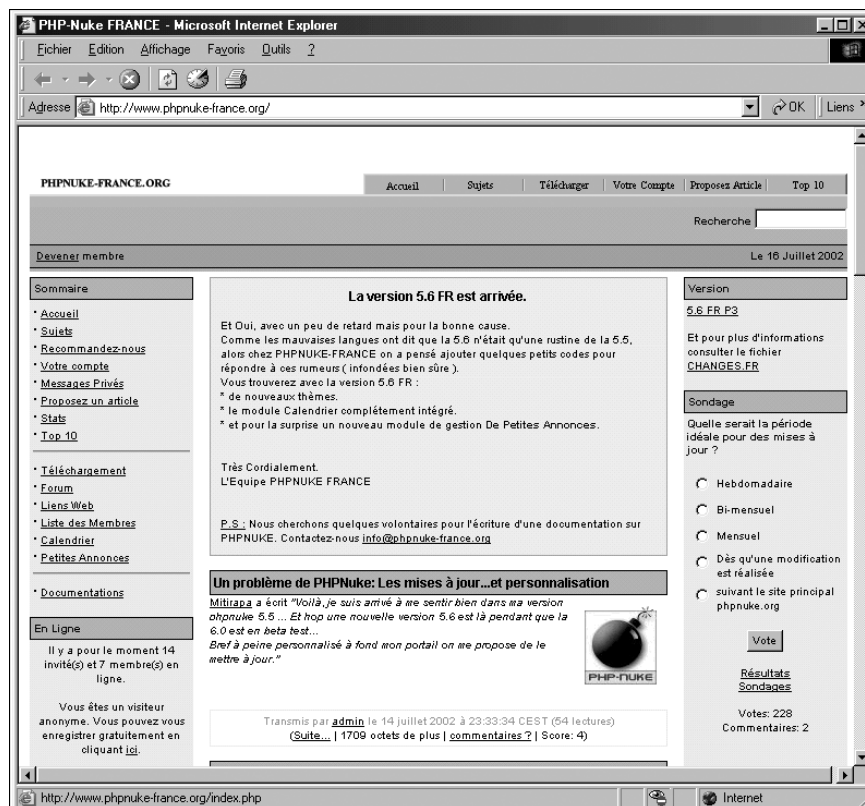 PHP-Nuke FRANCE - Microsoft Internet Explorer
Fichier Edition Affichage Favoris Outils ?
Adresse http://www.phpnuke-france.org/ OK Liens »
PHPNUKE-FRANCE.ORG
Accueil | Sujets | Télécharger | Votre Compte | Proposez Article | Top 10
Recherche
Devener membre
Le 16 Juillet 2002
Sommaire
· Accueil
· Sujets
· Recommandez-nous
· Votre compte
· Messages Privés
· Proposez un article
· Stats
· Top 10
· Téléchargement
· Forum
· Liens Web
· Liste des Membres
· Calendrier
· Petites Annonces
· Documentations
En Ligne
Il y a pour le moment 14
invité(s) et 7 membre(s) en
ligne.
Vous êtes un visiteur
anonyme. Vous pouvez vous
enregistrer gratuitement en
cliquant ici.
La version 5.6 FR est arrivée.
Et Oui, avec un peu de retard mais pour la bonne cause.
Comme les mauvaises langues ont dit que la 5.6 n'était qu'une rustine de la 5.5,
alors chez PHPNUKE-FRANCE on a pensé ajouter quelques petits codes pour
répondre à ces rumeurs ( infondées bien sûre ).
Vous trouverez avec la version 5.6 FR :
* de nouveaux thèmes.
* le module Calendrier complétement intégré.
* et pour la surprise un nouveau module de gestion De Petites Annonces.
Très Cordialement.
L'Equipe PHPNUKE FRANCE
P.S : Nous cherchons quelques volontaires pour l'écriture d'une documentation sur
PHPNUKE. Contactez-nous info@phpnuke-france.org
Un problème de PHPNuke: Les mises à jour...et personnalisation
Mitirapa a écrit "Voilà, je suis arrivé à me sentir bien dans ma version
phpnuke 5.5 ... Et hop une nouvelle version 5.6 est là pendant que la
6.0 est en beta test...
Bref à peine personnalisé à fond mon portail on me propose de le
mettre à jour."
PHP-NUKE
Transmis par admin le 14 juillet 2002 à 23:33:34 CEST (54 lectures)
(Suite... | 1709 octets de plus | commentaires ? | Score: 4)
Version
5.6 FR P3
Et pour plus d'informations
consulter le fichier
CHANGES.FR
Sondage
Quelle serait la période
idéale pour des mises à
jour ?
Hebdomadaire
Bi-mensuel
Mensuel
Dès qu'une modification
est réalisée
suivant le site principal
phpnuke.org
Vote
Résultats
Sondages
Votes: 228
Commentaires: 2
http://www.phpnuke-france.org/index.php
Internet